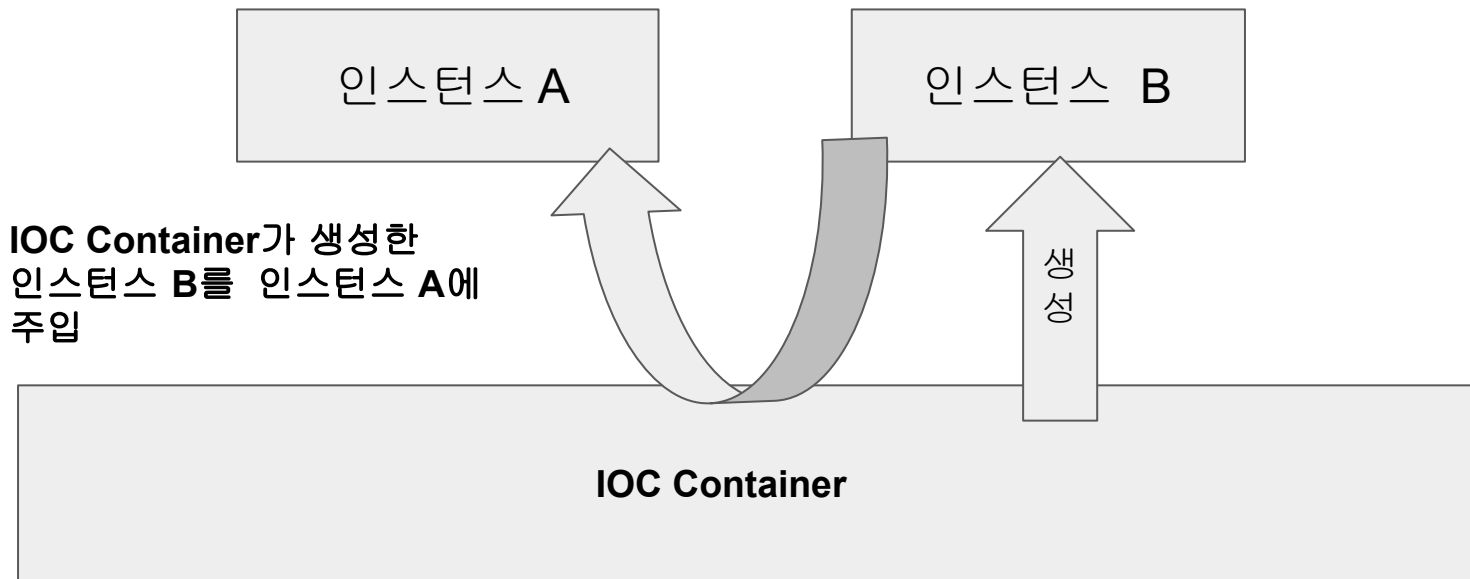 인스턴스 A
인스턴스 B
IOC Container가 생성한
인스턴스 B를 인스턴스 A에
주입
생
성
IOC Container